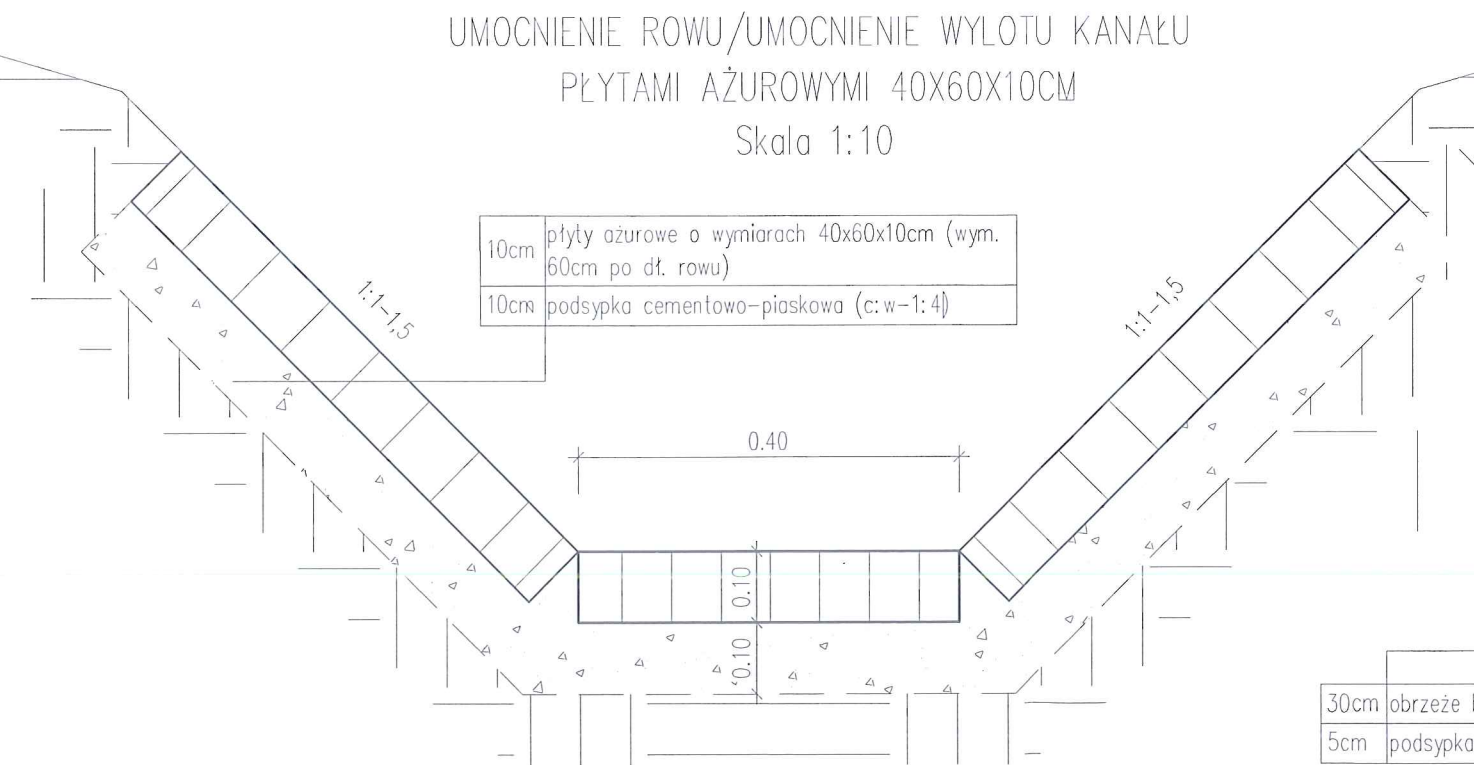 UMOCNIENIE ROWU/UMOCNIENIE WYLOTU KANAŁU
PŁYTAMI AŻUROWYMI 40X60X10CM
Skala 1:10
10cm płyty ażurowe o wymiarach 40x60x10cm (wym.
60cm po dł. rowu)
10cm podsypka cementowo-piaskowa (c:w-1:4)
1:1-1,5
1:1-1,5
0.40
0.10
0.10
30cm obrzeże
5cm podsypka